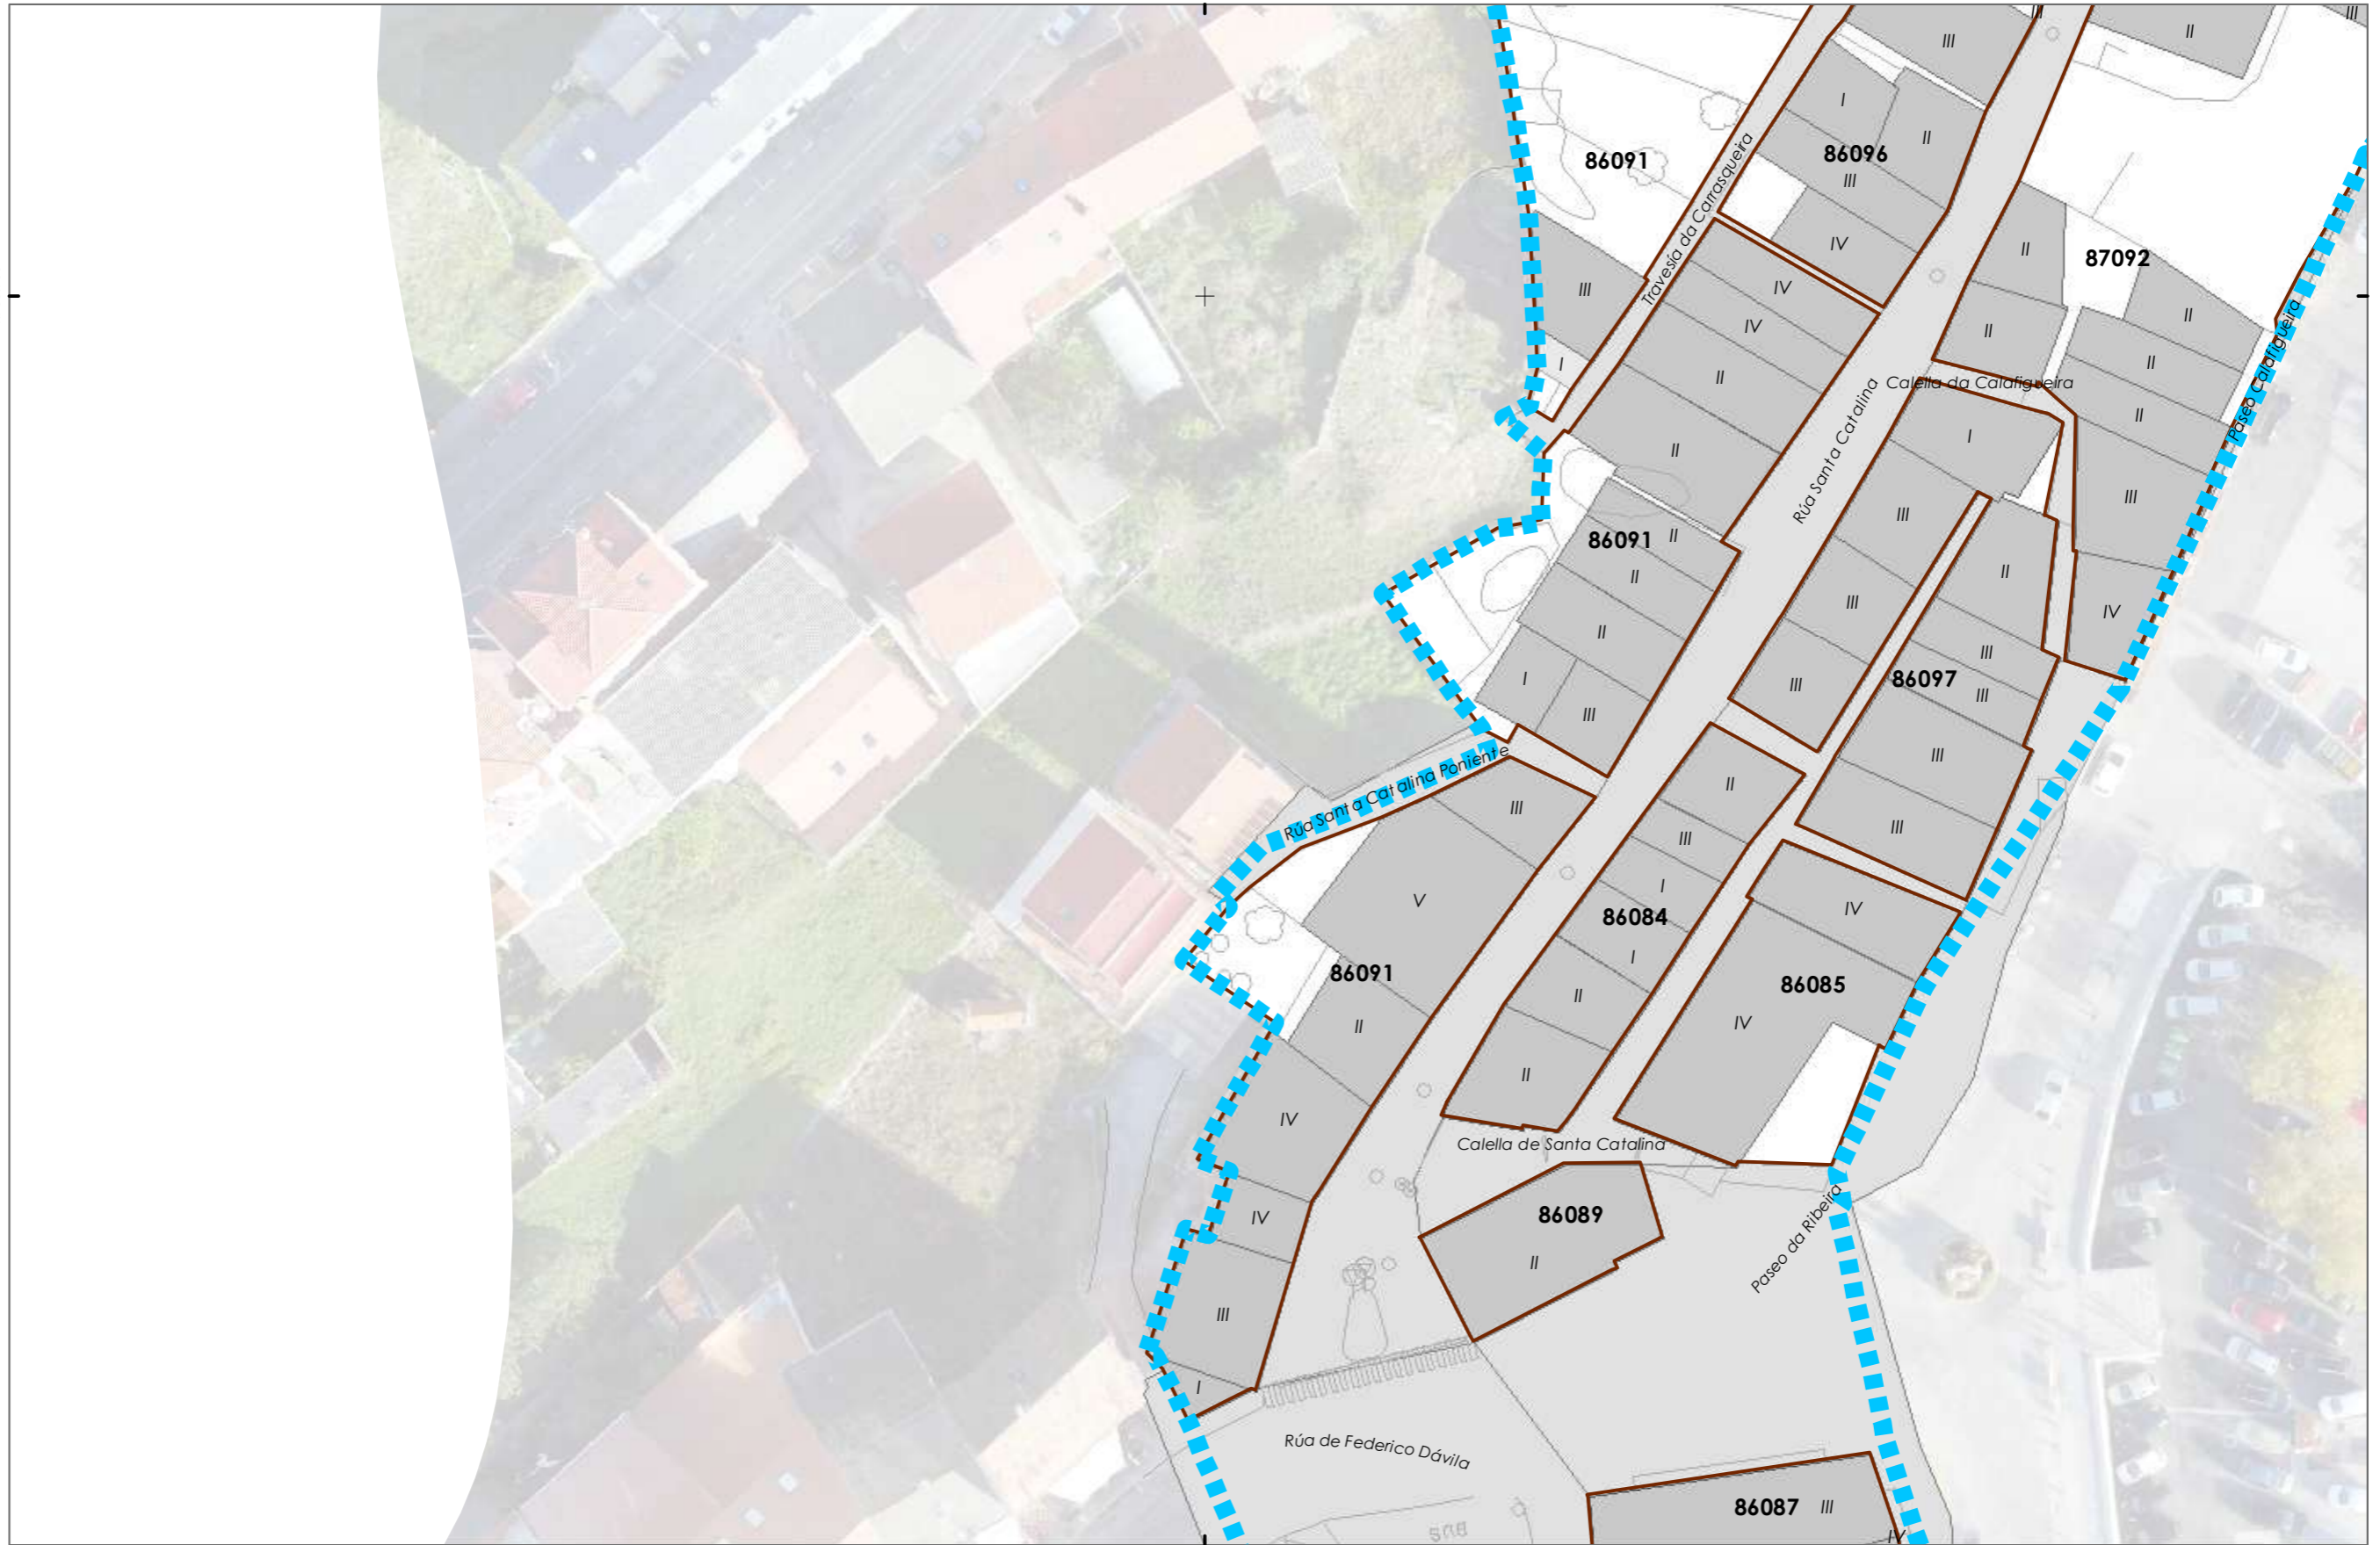 III
III
II
III
I
II
86091
86096
III
Travesía da Carrasqueira
IV
II
87092
III
IV
II
IV
II
II
I
II
II
Calella da Calafigueira
Paseo Calafigueira
II
I
Rúa Santa Catalina
II
III
III
86091
II
II
II
III
IV
II
III
I
86097
III
III
III
Rúa Santa Catalina Poniente
III
II
III
III
III
I
V
IV
86084
I
86091
86085
II
II
IV
II
IV
Calella de Santa Catalina
IV
86089
Paseo da Ribeira
II
III
I
Rúa de Federico Dávila
86087 III
BUS
IV